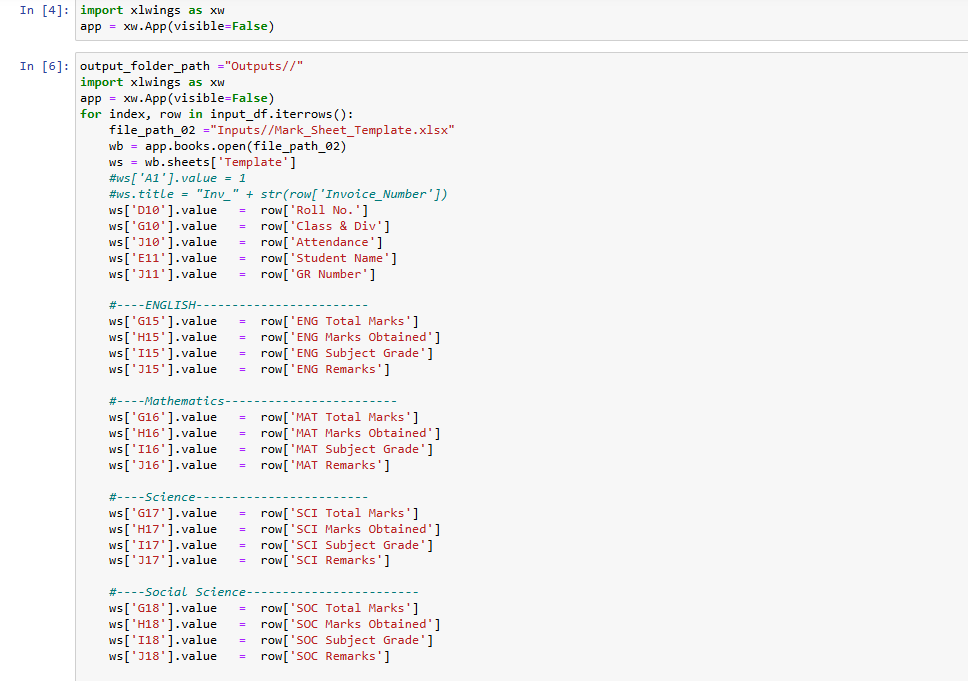 In [4]: import xlwings as xw
app = xw.App(visible=False)
In [6]: output_folder_path ="Outputs//"
import xlwings as xw
app = xw.App(visible=False)
for index, row in input_df.iterrows():
    file_path_02 ="Inputs//Mark_Sheet_Template.xlsx"
    wb = app.books.open(file_path_02)
    ws = wb.sheets['Template']
    #ws['A1'].value = 1
    #ws.title = "Inv_" + str(row['Invoice_Number'])
    ws['D10'].value   =  row['Roll No.']
    ws['G10'].value   =  row['Class & Div']
    ws['J10'].value   =  row['Attendance']
    ws['E11'].value   =  row['Student Name']
    ws['J11'].value   =  row['GR Number']
    #----ENGLISH------------------------
    ws['G15'].value   =  row['ENG Total Marks']
    ws['H15'].value   =  row['ENG Marks Obtained']
    ws['I15'].value   =  row['ENG Subject Grade']
    ws['J15'].value   =  row['ENG Remarks']
    #----Mathematics------------------------
    ws['G16'].value   =  row['MAT Total Marks']
    ws['H16'].value   =  row['MAT Marks Obtained']
    ws['I16'].value   =  row['MAT Subject Grade']
    ws['J16'].value   =  row['MAT Remarks']
    #----Science------------------------
    ws['G17'].value   =  row['SCI Total Marks']
    ws['H17'].value   =  row['SCI Marks Obtained']
    ws['I17'].value   =  row['SCI Subject Grade']
    ws['J17'].value   =  row['SCI Remarks']
    #----Social Science------------------------
    ws['G18'].value   =  row['SOC Total Marks']
    ws['H18'].value   =  row['SOC Marks Obtained']
    ws['I18'].value   =  row['SOC Subject Grade']
    ws['J18'].value   =  row['SOC Remarks']